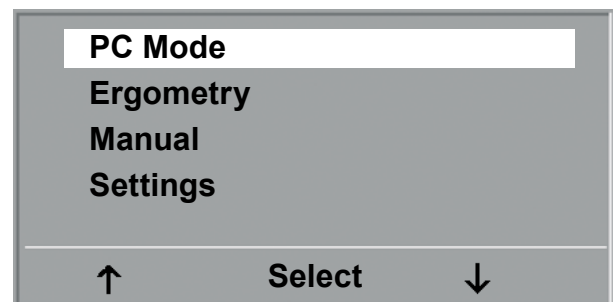 PC Mode
Ergometry
Manual
Settings
↑ Select ↓